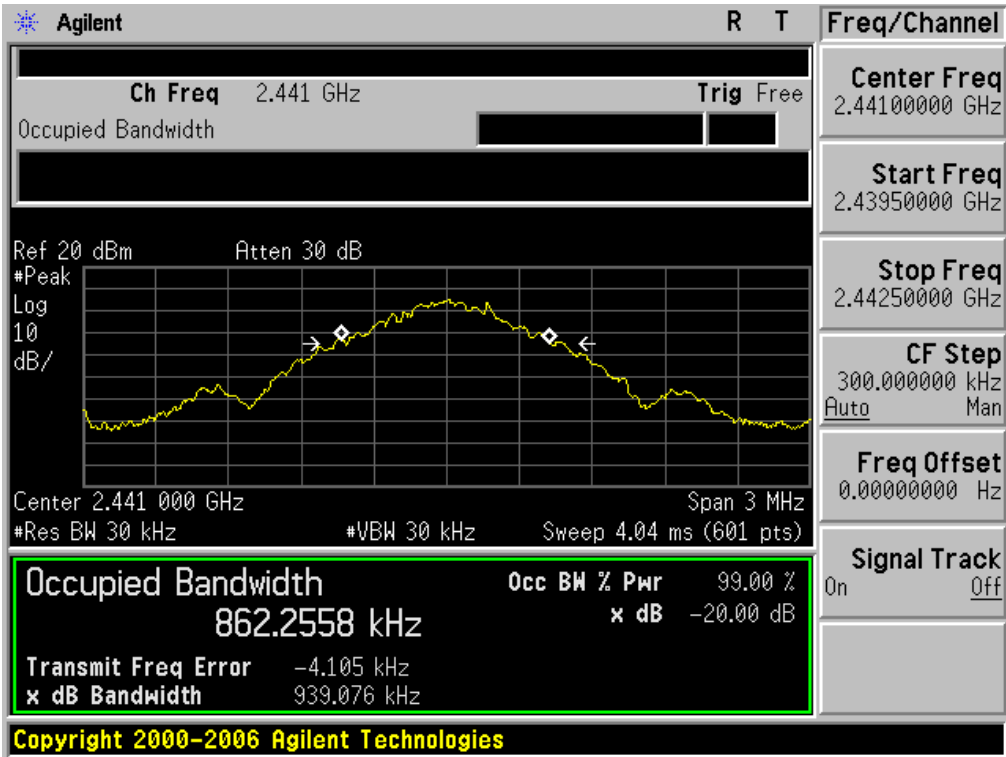 Agilent R T Freq/Channel
Ch Freq 2.441 GHz Trig Free
Occupied Bandwidth
Center Freq
2.44100000 GHz
Start Freq
2.43950000 GHz
Stop Freq
2.44250000 GHz
CF Step
300.000000 kHz
Auto Man
Freq Offset
0.00000000 Hz
Signal Track
On Off
Ref 20 dBm Atten 30 dB
#Peak
Log
10
dB/
Center 2.441 000 GHz Span 3 MHz
#Res BW 30 kHz #VBW 30 kHz Sweep 4.04 ms (601 pts)
Occupied Bandwidth Occ BW % Pwr 99.00 %
862.2558 kHz x dB -20.00 dB
Transmit Freq Error -4.105 kHz
x dB Bandwidth 939.076 kHz
Copyright 2000-2006 Agilent Technologies